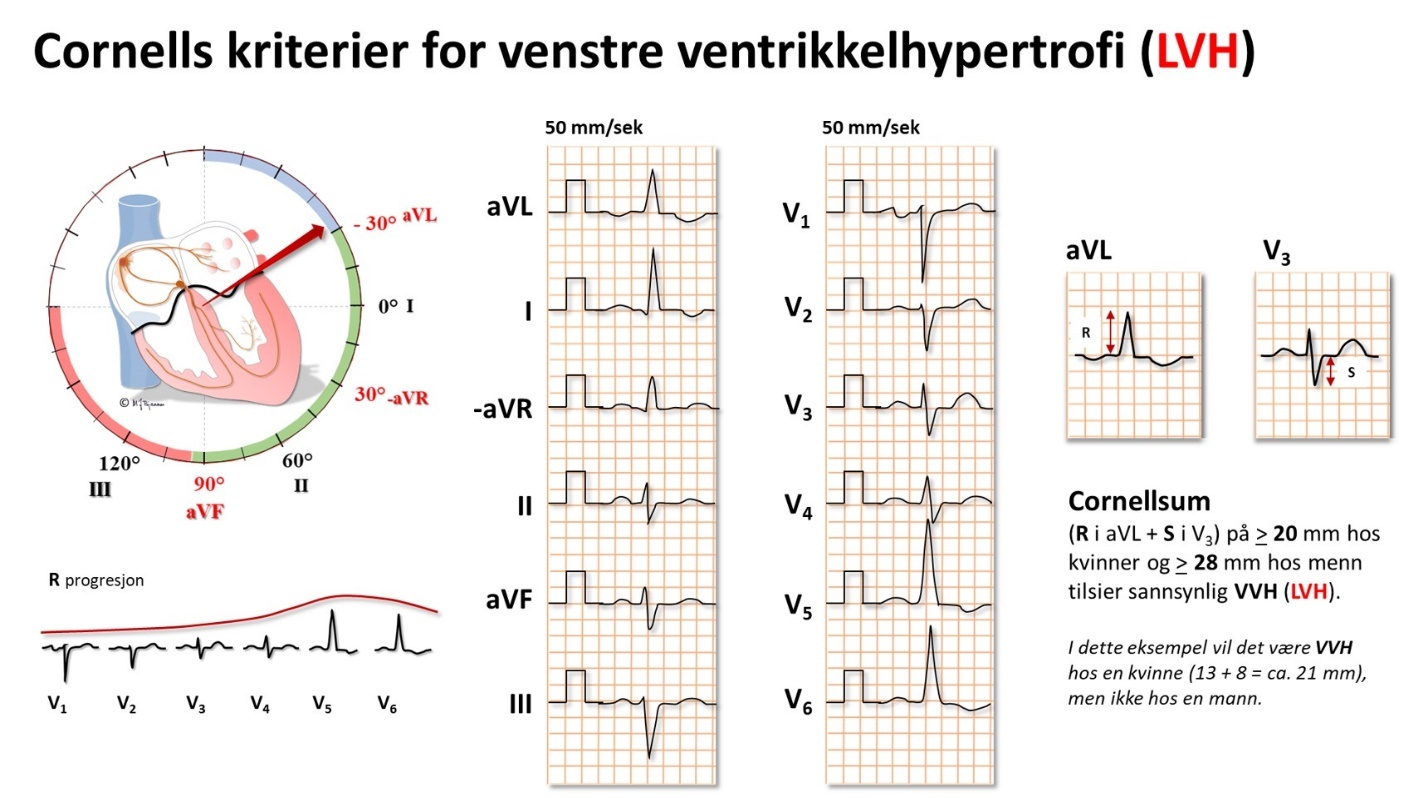 Cornells kriterier for venstre ventrikkelhypertrofi (LVH)
- 30° aVL
0° I
30° -aVR
60°
II
90°
aVF
120°
III
©
R progresjon
V1
V2
V3
V4
V5
V6
50 mm/sek
aVL
I
-aVR
II
aVF
III
50 mm/sek
V1
V2
V3
V4
V5
V6
aVL
R
V3
S
Cornellsum
(R i aVL + S i V3) på ≥ 20 mm hos
kvinner og ≥ 28 mm hos menn
tilsier sannsynlig VVH (LVH).
I dette eksempel vil det være VVH
hos en kvinne (13 + 8 = ca. 21 mm),
men ikke hos en mann.